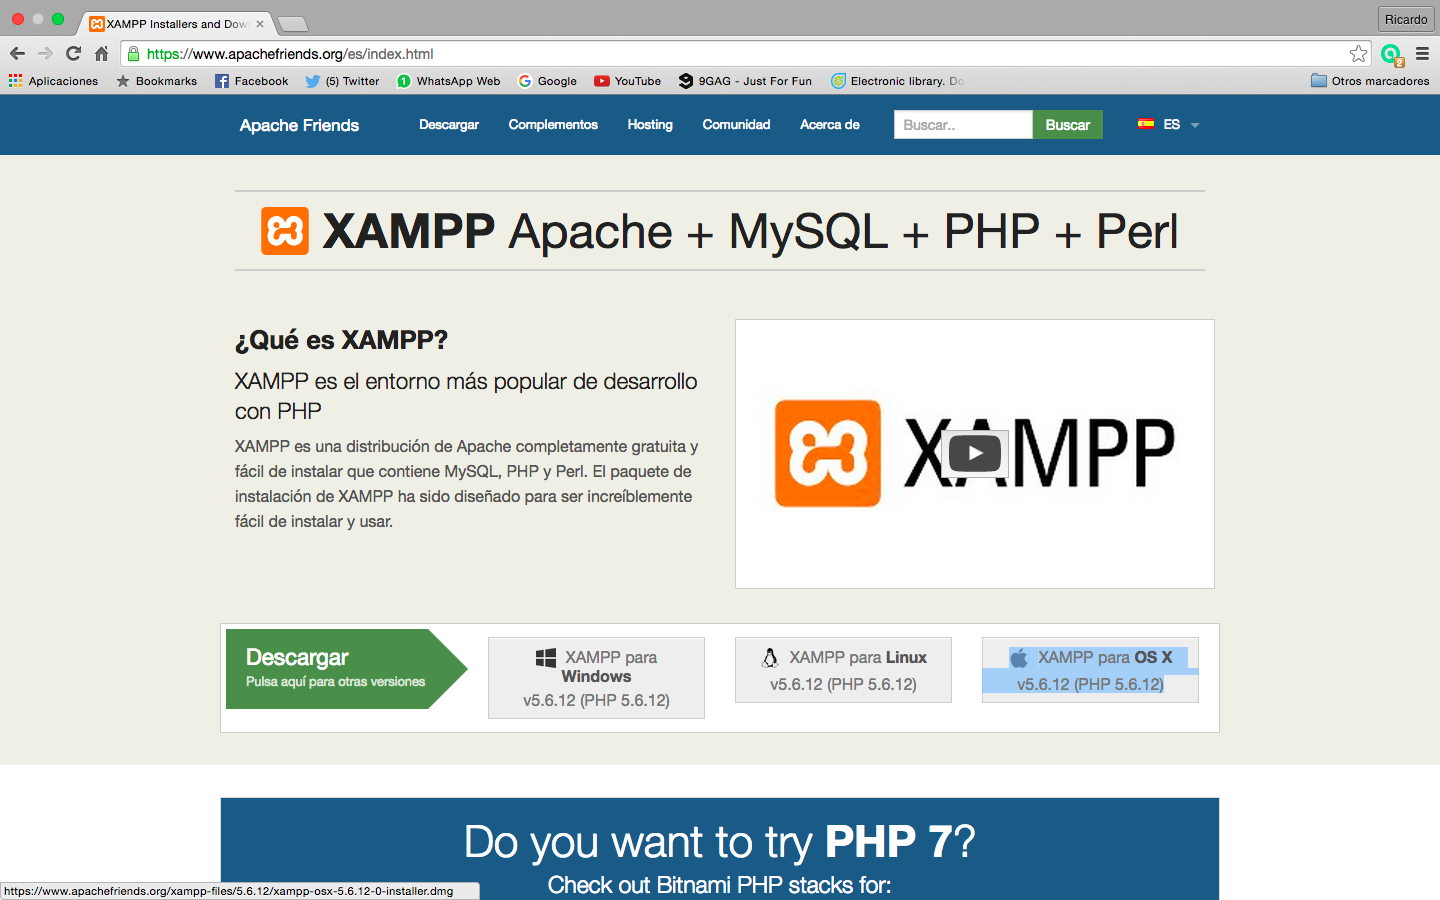 XAMPP Installers and Dow
Ricardo
https://www.apachefriends.org/es/index.html
2
Aplicaciones
Bookmarks
Facebook
(5) Twitter
1
WhatsApp Web
Google
YouTube
9GAG - Just For Fun
Electronic library. Do
Otros marcadores
Apache Friends
Descargar
Complementos
Hosting
Comunidad
Acerca de
Buscar..
Buscar
ES
XAMPP Apache + MySQL + PHP + Perl
¿Qué es XAMPP?
XAMPP es el entorno más popular de desarrollo
con PHP
XAMPP es una distribución de Apache completamente gratuita y
fácil de instalar que contiene MySQL, PHP y Perl. El paquete de
instalación de XAMPP ha sido diseñado para ser increíblemente
fácil de instalar y usar.
XAMPP
Descargar
Pulsa aquí para otras versiones
XAMPP para
Windows
v5.6.12 (PHP 5.6.12)
XAMPP para Linux
v5.6.12 (PHP 5.6.12)
XAMPP para OS X
v5.6.12 (PHP 5.6.12)
Do you want to try PHP 7?
Check out Bitnami PHP stacks for:
https://www.apachefriends.org/xampp-files/5.6.12/xampp-osx-5.6.12-0-installer.dmg